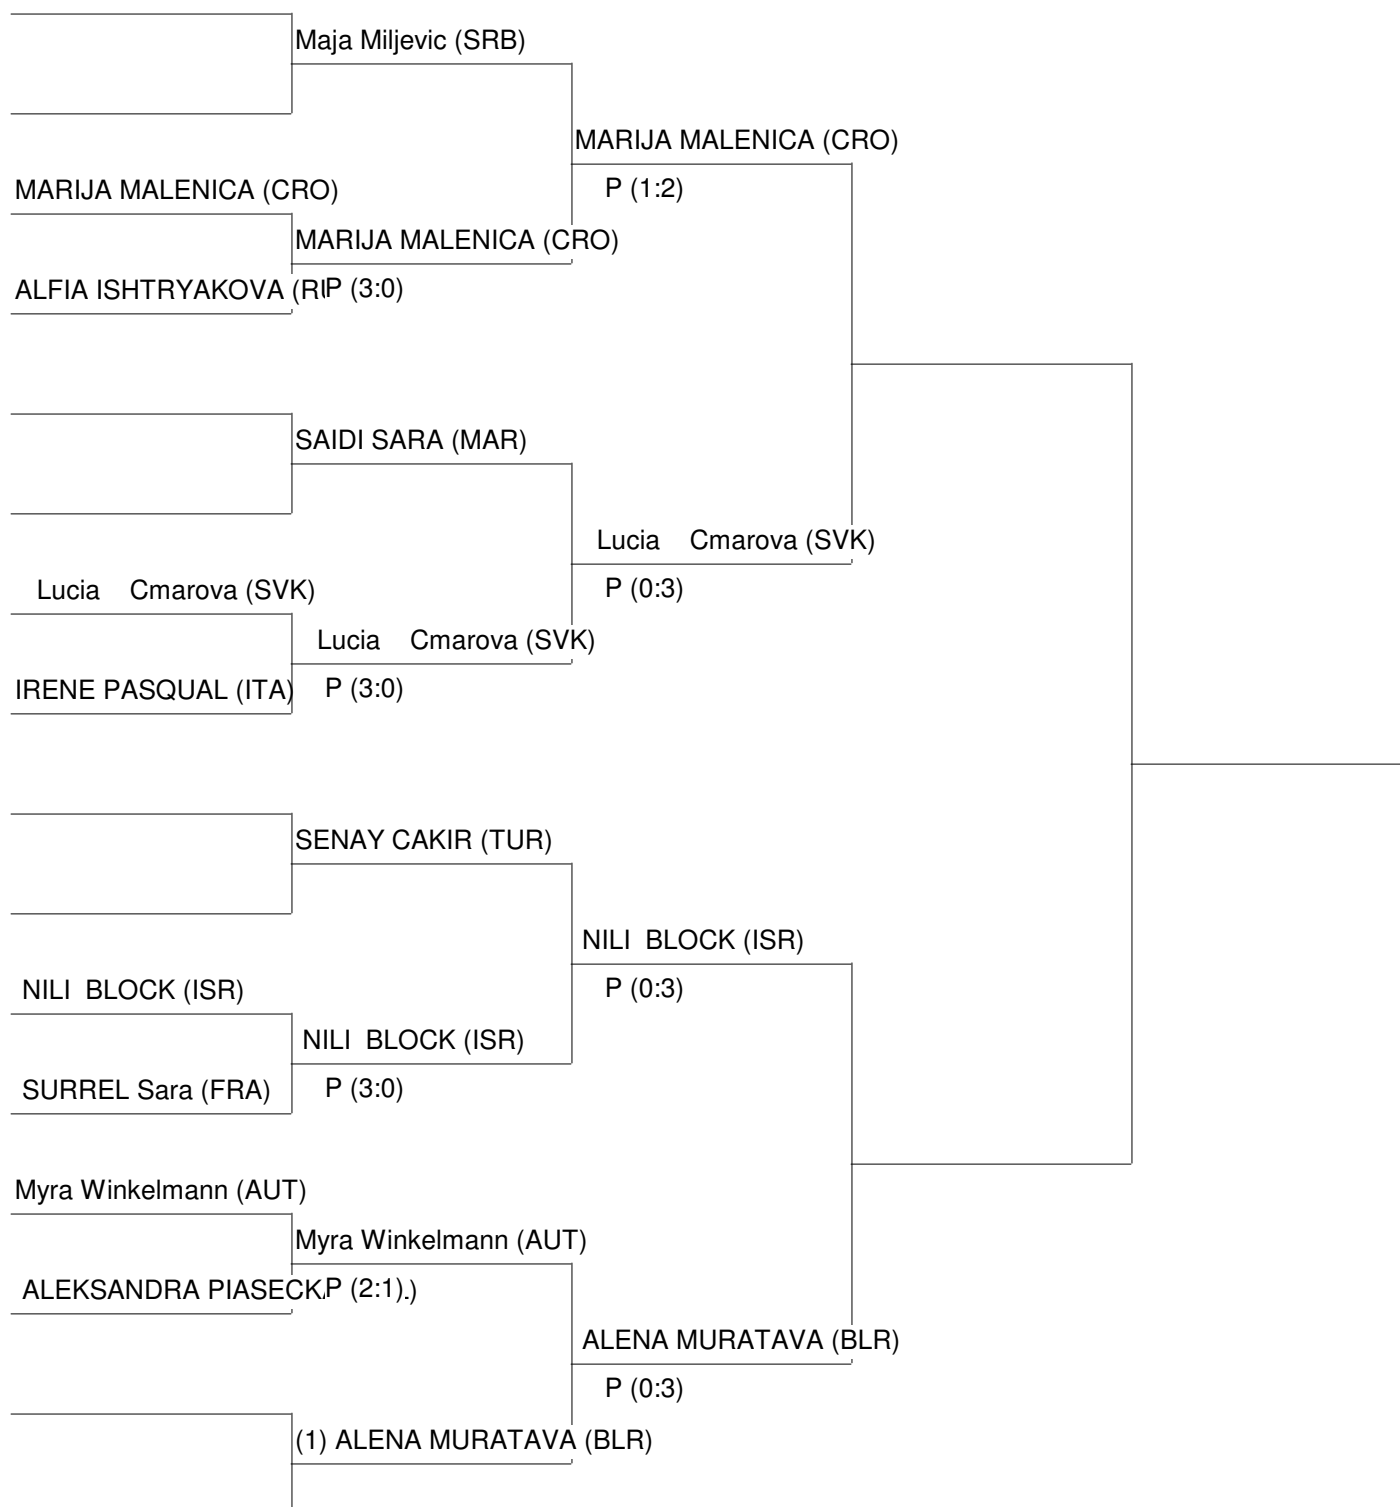 Maja Miljevic (SRB)
MARIJA MALENICA (CRO)
P (1:2)
MARIJA MALENICA (CRO)
MARIJA MALENICA (CRO)
ALFIA ISHTRYAKOVA (
P (3:0)
SAIDI SARA (MAR)
Lucia Cmarova (SVK)
P (0:3)
Lucia Cmarova (SVK)
Lucia Cmarova (SVK)
IRENE PASQUAL (ITA)
P (3:0)
SENAY CAKIR (TUR)
NILI BLOCK (ISR)
P (0:3)
NILI BLOCK (ISR)
NILI BLOCK (ISR)
SURREL Sara (FRA)
P (3:0)
Myra Winkelmann (AUT)
Myra Winkelmann (AUT)
ALEKSANDRA
P (2:1)
ALENA MURATAVA (BLR)
P (0:3)
(1) ALENA MURATAVA (BLR)